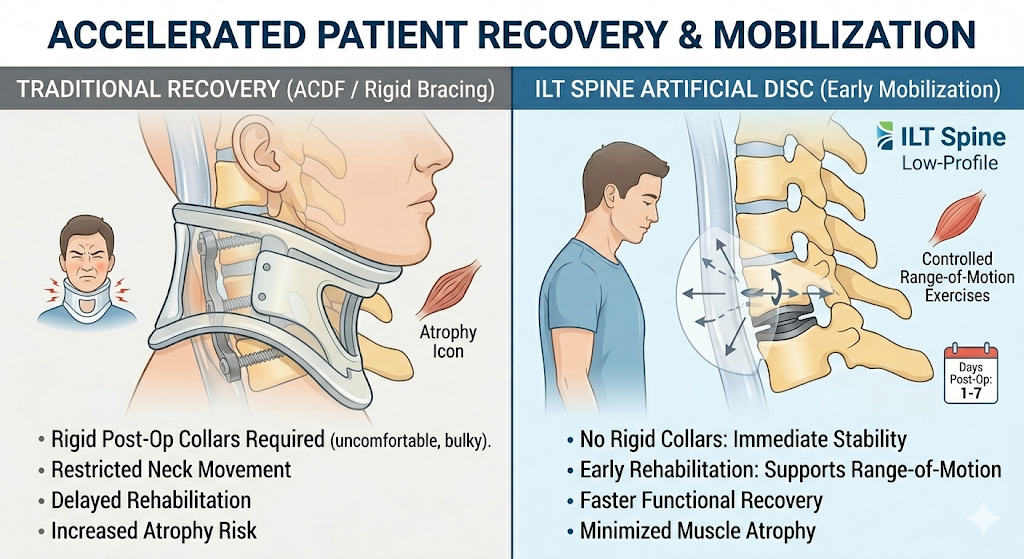 ACCELERATED PATIENT RECOVERY & MOBILIZATION
TRADITIONAL RECOVERY (ACDF / Rigid Bracing)
Atrophy
Icon
• Rigid Post-Op Collars Required (uncomfortable, bulky).
• Restricted Neck Movement
• Delayed Rehabilitation
• Increased Atrophy Risk
ILT SPINE ARTIFICIAL DISC (Early Mobilization)
ILT Spine
Low-Profile
Controlled
Range-of-Motion
Exercises
Days
Post-Op:
1-7
• No Rigid Collars: Immediate Stability
• Early Rehabilitation: Supports Range-of-Motion
• Faster Functional Recovery
• Minimized Muscle Atrophy